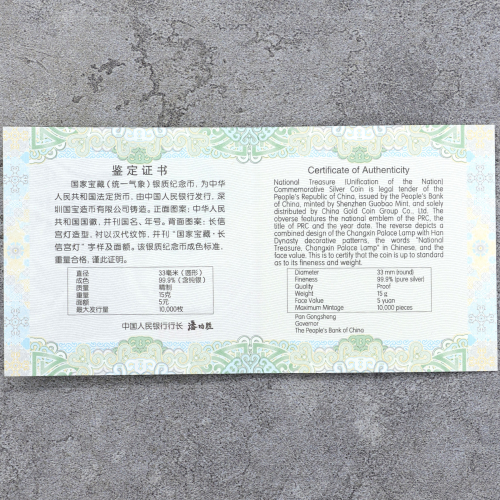 鉴定证书
国家宝藏（统一气象）银质纪念币，为中华
人民共和国法定货币，由中国人民银行发行，深
圳国宝造币有限公司铸造。正面图案：中华人民
共和国国徽，并刊国名、年号。背面图案：长信
宫灯造型，衬以汉代纹饰，并刊“国家宝藏·长
信宫灯”字样及面额。该银质纪念币成色标准，
重量合格，谨此证明。
直径 33毫米（圆形）
成色 99.9%（含纯银）
质量 精制
重量 15克
面额 5元
最大发行量 10,000枚
中国人民银行行长 潘功胜
Certificate of Authenticity
National Treasure (Unification of the Nation)
Commemorative Silver Coin is legal tender of the
People's Republic of China, issued by the People's Bank
of China, minted by Shenzhen Guobao Mint, and solely
distributed by China Gold Coin Group Co., Ltd. The
obverse features the national emblem of the PRC, the
title of PRC and the year date. The reverse depicts a
combined design of the Changxin Palace Lamp with Han
Dynasty decorative patterns, the words "National
Treasure, Changxin Palace Lamp" in Chinese, and the
face value. This is to certify that the coin is up to standard
as to its fineness and weight.
Diameter 33 mm (round)
Fineness 99.9% (pure silver)
Quality Proof
Weight 15 g
Face Value 5 yuan
Maximum Mintage 10,000 pieces
Pan Gongsheng
Governor
The People's Bank of China